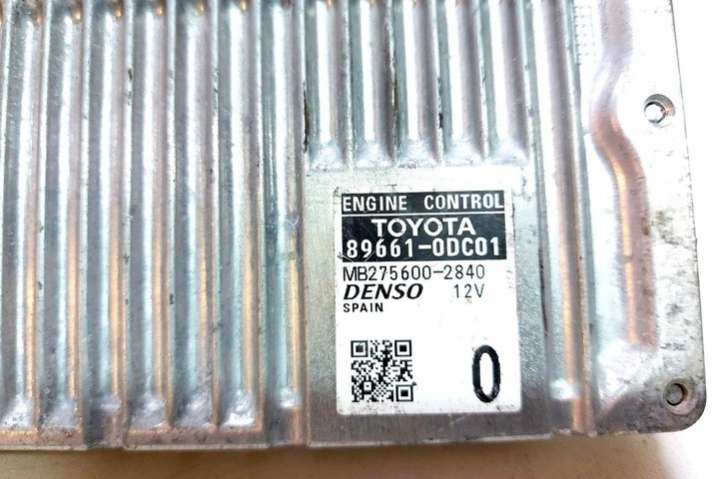 ENGINE CONTROL
TOYOTA
89661-0DC01
MB275600-2840
DENSO 12V
SPAIN
0